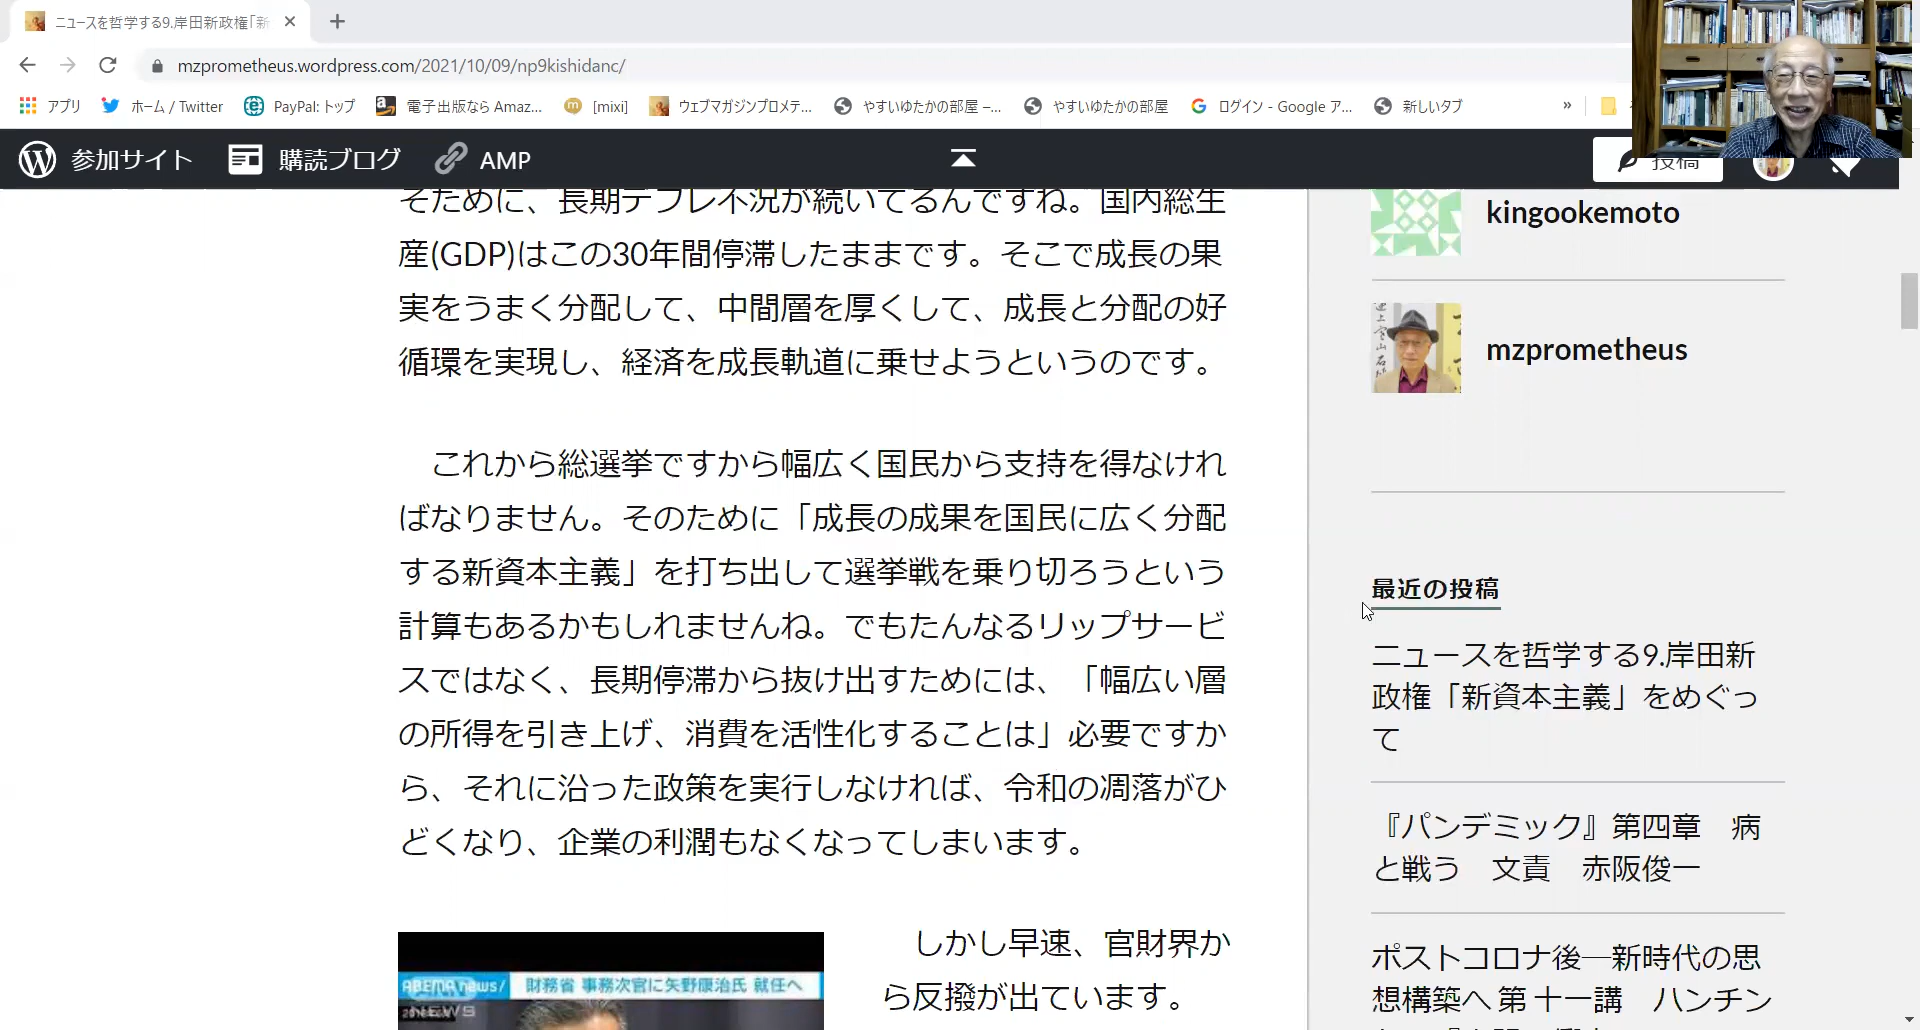 ニュースを哲学する9.岸田新政権「新
mzprometheus.wordpress.com/2021/10/09/np9kishidanc/
アプリ
ホーム / Twitter
PayPal: トップ
電子出版なら Amaz...
[mixi]
ウェブマガジンプロメテ...
やすいゆたかの部屋 –...
やすいゆたかの部屋
ログイン - Google ア...
新しいタブ
»
参加サイト
購読ブログ
AMP
投稿
そために、長期デフレ不況が続いてるんですね。国内総生
産(GDP)はこの30年間停滞したままです。そこで成長の果
実をうまく分配して、中間層を厚くして、成長と分配の好
循環を実現し、経済を成長軌道に乗せようというのです。
これから総選挙ですから幅広く国民から支持を得なけれ
ばなりません。そのために「成長の成果を国民に広く分配
する新資本主義」を打ち出して選挙戦を乗り切ろうという
計算もあるかもしれませんね。でもたんなるリップサービ
スではなく、長期停滞から抜け出すためには、「幅広い層
の所得を引き上げ、消費を活性化することは」必要ですか
ら、それに沿った政策を実行しなければ、令和の凋落がひ
どくなり、企業の利潤もなくなってしまいます。
しかし早速、官財界か
ら反撥が出ています。
ABEMA news/
財務省 事務次官に矢野康治氏 就任へ
NEWS
kingookemoto
mzprometheus
最近の投稿
ニュースを哲学する9.岸田新
政権「新資本主義」をめぐっ
て
『パンデミック』第四章　病
と戦う　文責　赤阪俊一
ポストコロナ後―新時代の思
想構築へ 第 十一講　ハンチン